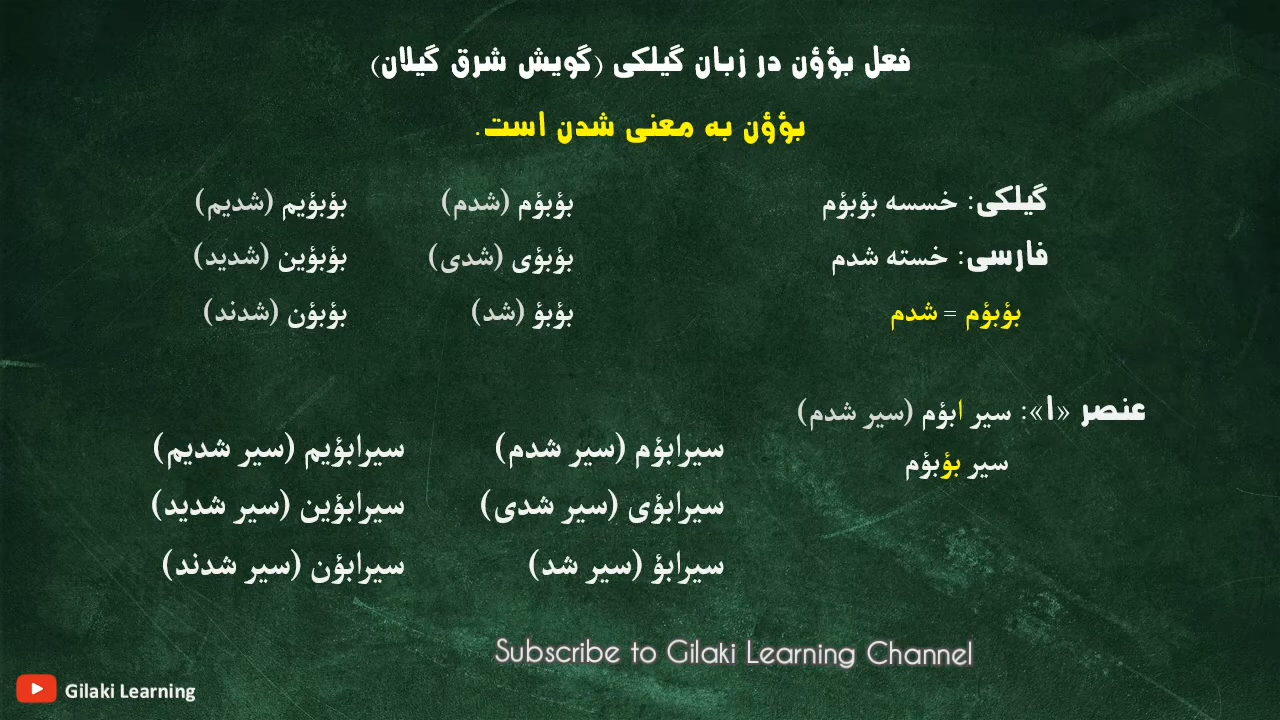 فعل بؤؤن در زبان گیلکی (گویش شرق گیلان)
بؤؤن به معنی شدن است.
گیلکی: خسسه بؤبؤم
فارسی: خسته شدم
بؤبؤم = شدم
بؤبؤم (شدم)
بؤبؤی (شدی)
بؤبؤ (شد)
بؤبؤیم (شدیم)
بؤبؤین (شدید)
بؤبؤن (شدند)
عنصر «ا»: سیر ابؤم (سیر شدم)
سیر بؤبؤم
سیرابؤم (سیر شدم)
سیرابؤی (سیر شدی)
سیرابؤ (سیر شد)
سیرابؤیم (سیر شدیم)
سیرابؤین (سیر شدید)
سیرابؤن (سیر شدند)
Subscribe to Gilaki Learning Channel
Gilaki Learning